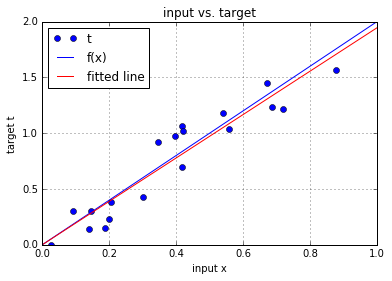 input vs. target
t
f(x)
fitted line
target t
2.0
1.5
1.0
0.5
0.0
0.0 0.2 0.4 0.6 0.8 1.0
input x